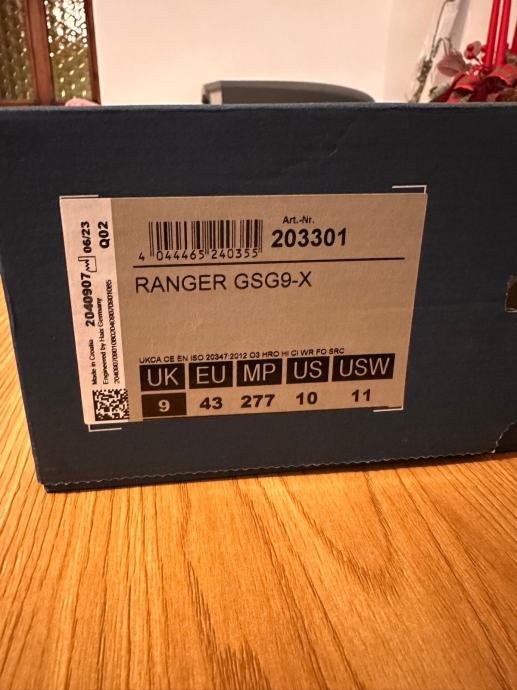 Art.-Nr.
4 044465 240355 203301
RANGER GSG9-X
UKCA CE EN ISO 20347:2012 O3 HRO HI CI WR FO SRC
UK EU MP US USW
9 43 277 10 11
2040907 06/23 Q02
Made in Croatia
Engineered by Haix Germany